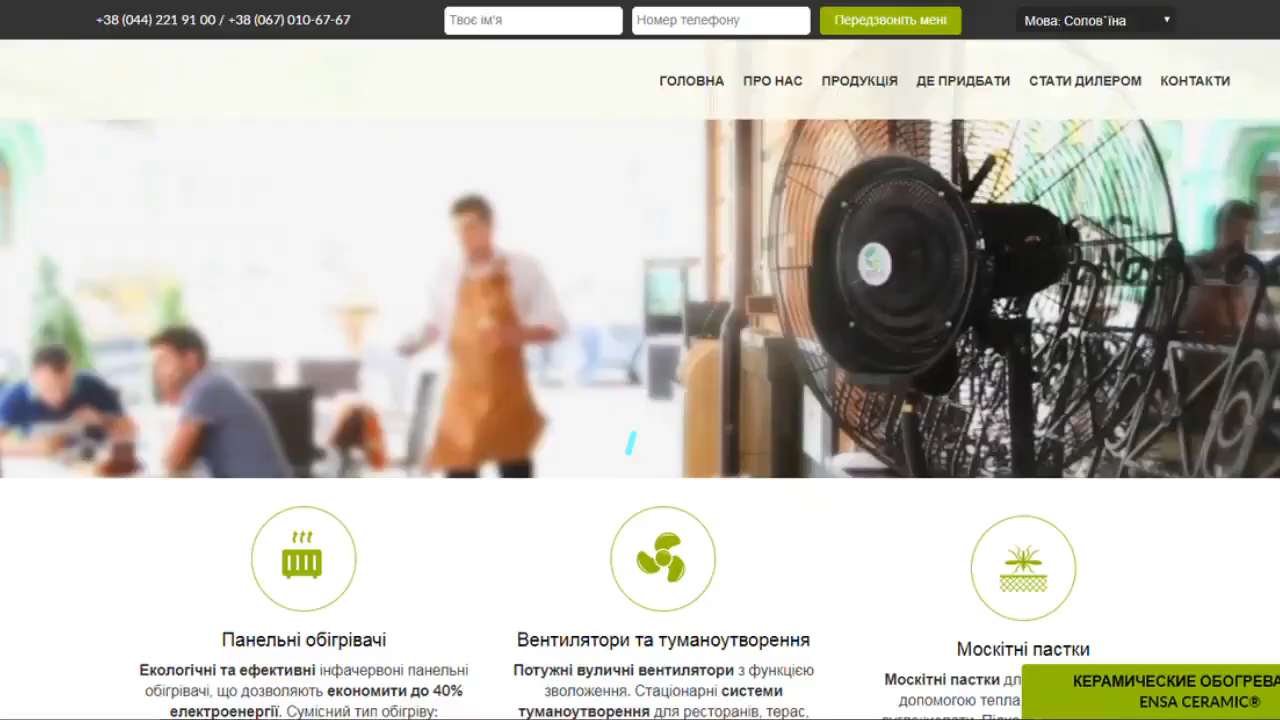 +38 (044) 221 91 00 / +38 (067) 010-67-67
Твоє ім'я
Номер телефону
Передзвоніть мені
Мова: Солов`їна
ГОЛОВНА ПРО НАС ПРОДУКЦІЯ ДЕ ПРИДБАТИ СТАТИ ДИЛЕРОМ КОНТАКТИ
Панельні обігрівачі
Екологічні та ефективні інфачервоні панельні
обігрівачі, що дозволяють економити до 40%
електроенергії. Сумісний тип обігріву:
Вентилятори та туманоутворення
Потужні вуличні вентилятори з функцією
зволоження. Стаціонарні системи
туманоутворення для ресторанів, терас,
Москітні пастки
Москітні пастки
допомогою тепла
КЕРАМИЧЕСКИЕ
ENSA CERAMIC®